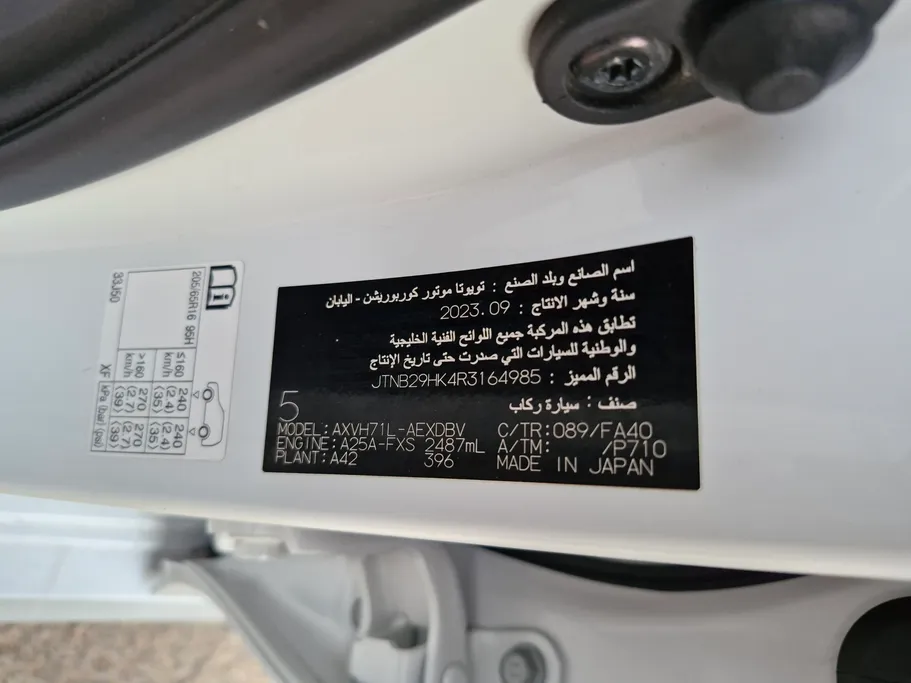 اسم الصانع وبلد الصنع : تويوتا موتور كوربوريشن - اليابان
سنة وشهر الانتاج : 2023.09
تطابق هذه المركبة جميع اللوائح الفنية الخليجية
والوطنية للسيارات التي صدرت حتى تاريخ الإنتاج
الرقم المميز : JTNB29HK4R3164985
صنف : سيارة ركاب
5
MODEL:AXVH71L-AEXDBV C/TR:089/FA40
ENGINE:A25A-FXS 2487mL A/TM: /P710
PLANT:A42 396 MADE IN JAPAN
205/65R16 95H
≤160 km/h 240 (2.4) (35) 240 (2.4) (35)
>160 km/h 270 (2.7) (39) 270 (2.7) (39)
XF kPa (bar) (psi)
33J50